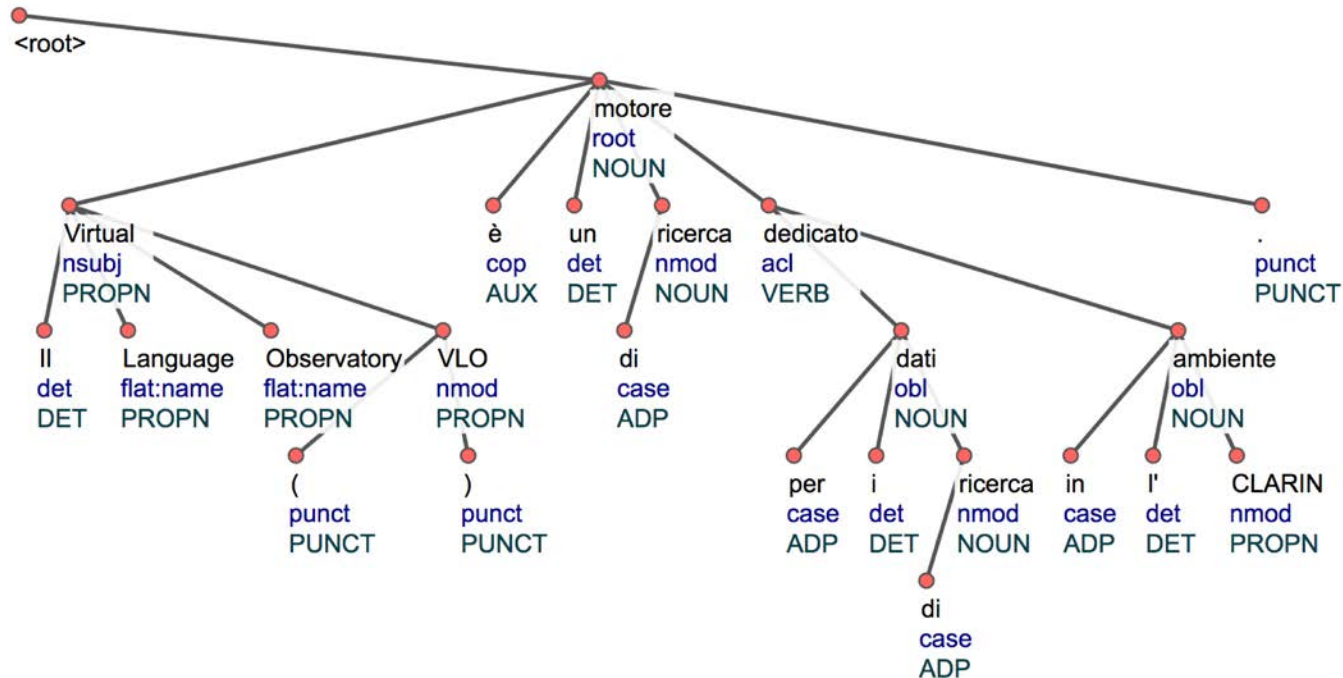 <root>
motore
root
NOUN
Virtual
nsubj
PROPN
è
cop
AUX
un
det
DET
ricerca
nmod
NOUN
dedicato
acl
VERB
.
punct
PUNCT
Il
det
DET
Language
flat:name
PROPN
Observatory
flat:name
PROPN
VLO
nmod
PROPN
di
case
ADP
dati
obl
NOUN
ambiente
obl
NOUN
(
punct
PUNCT
)
punct
PUNCT
per
case
ADP
i
det
DET
ricerca
nmod
NOUN
in
case
ADP
l'
det
DET
CLARIN
nmod
PROPN
di
case
ADP